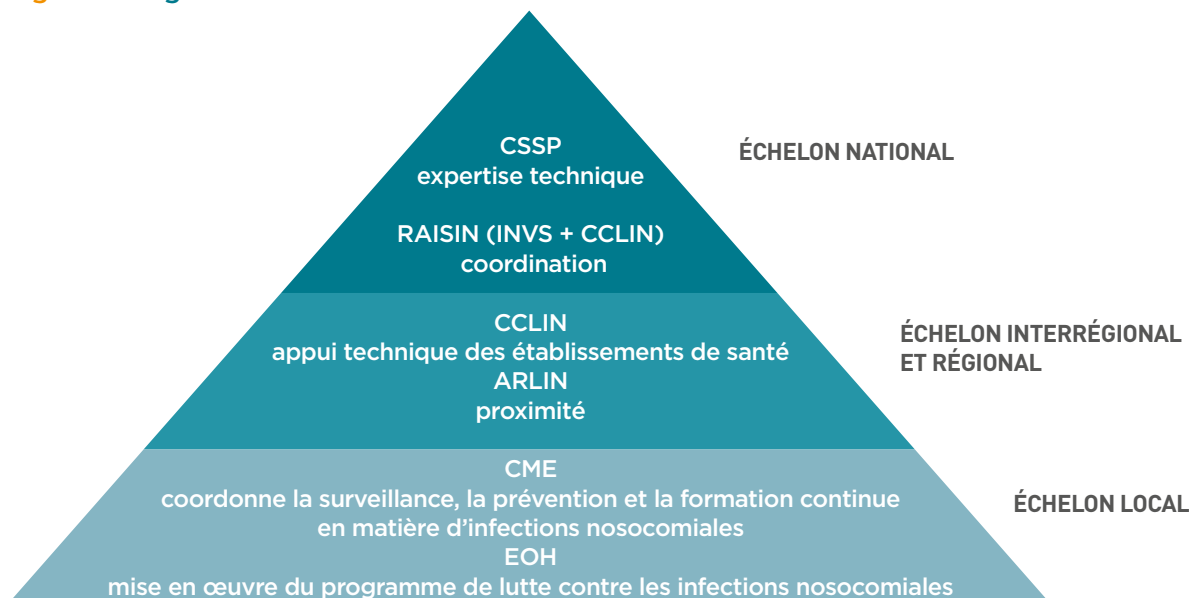 CSSP
expertise technique
RAISIN (INVS + CCLIN)
coordination
ÉCHELON NATIONAL
CCLIN
appui technique des établissements de santé
ARLIN
proximité
ÉCHELON INTERRÉGIONAL
ET RÉGIONAL
CME
coordonne la surveillance, la prévention et la formation continue
en matière d’infections nosocomiales
EOH
mise en œuvre du programme de lutte contre les infections nosocomiales
ÉCHELON LOCAL